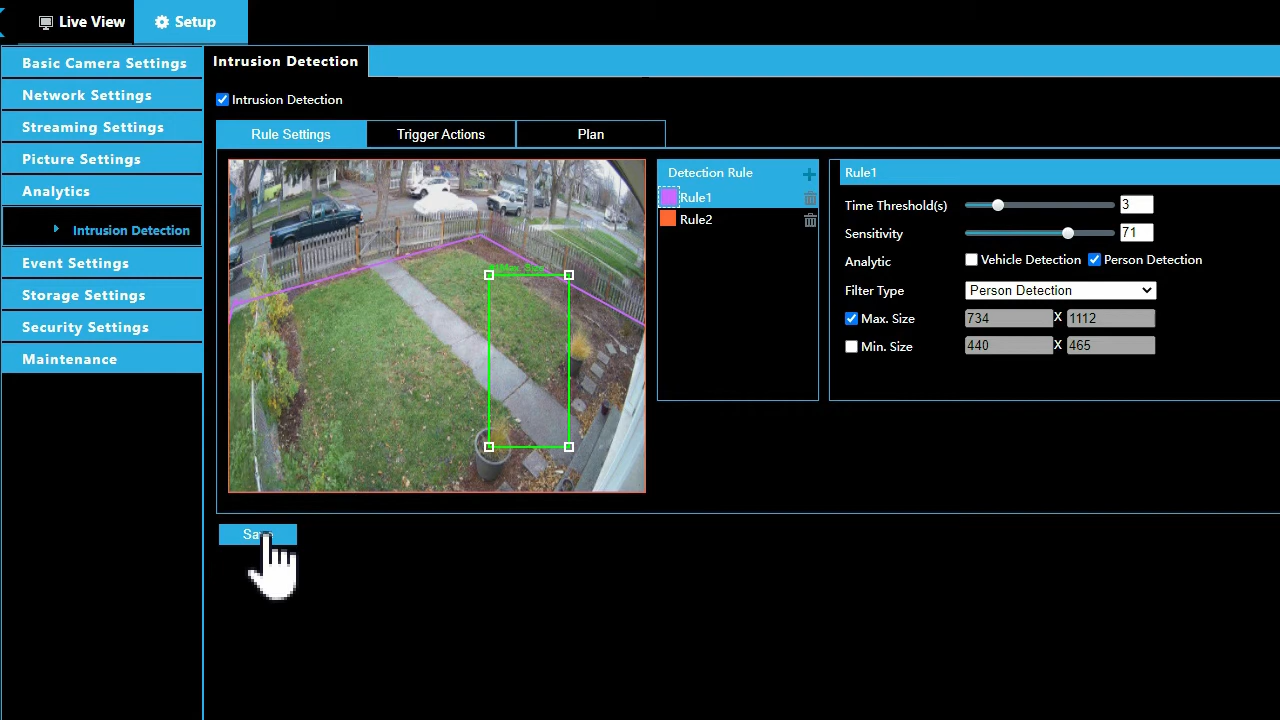 Live View
Setup
Basic Camera Settings
Network Settings
Streaming Settings
Picture Settings
Analytics
Intrusion Detection
Event Settings
Storage Settings
Security Settings
Maintenance
Intrusion Detection
Intrusion Detection
Rule Settings
Trigger Actions
Plan
Max. Size
Detection Rule
Rule1
Rule2
Rule1
Time Threshold(s) 3
Sensitivity 71
Analytic Vehicle Detection Person Detection
Filter Type Person Detection
Max. Size 734 X 1112
Min. Size 440 X 465